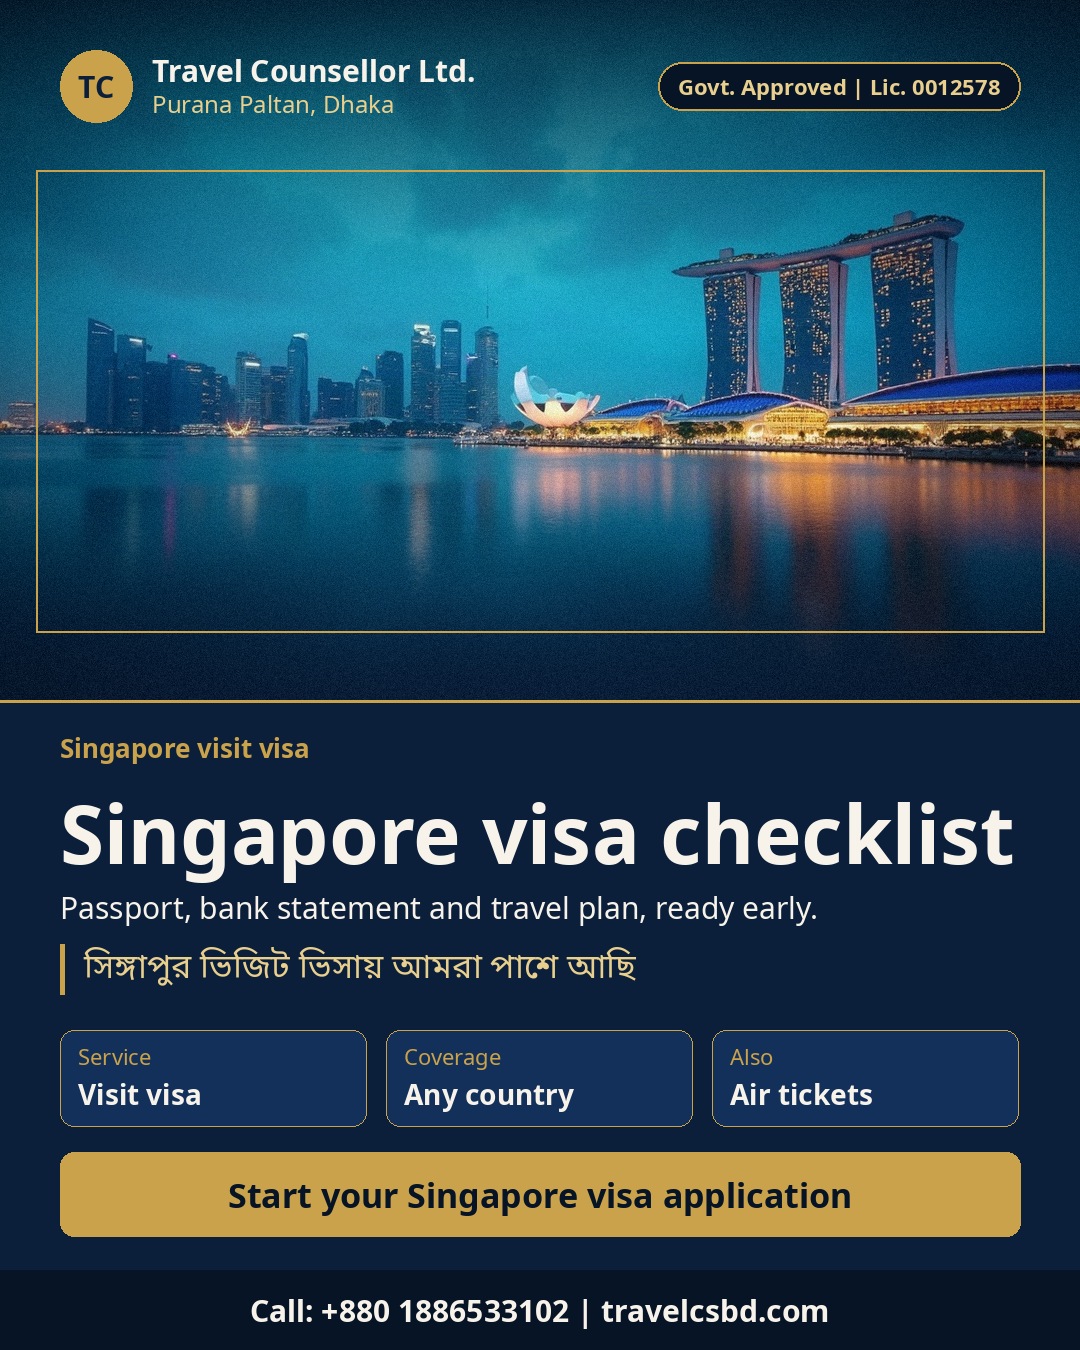 TC
Travel Counsellor Ltd.
Purana Paltan, Dhaka
Govt. Approved | Lic. 0012578
Singapore visit visa
Singapore visa checklist
Passport, bank statement and travel plan, ready early.
সিঙ্গাপুর ভিজিট ভিসায় আমরা পাশে আছি
Service
Visit visa
Coverage
Any country
Also
Air tickets
Start your Singapore visa application
Call: +880 1886533102 | travelcsbd.com